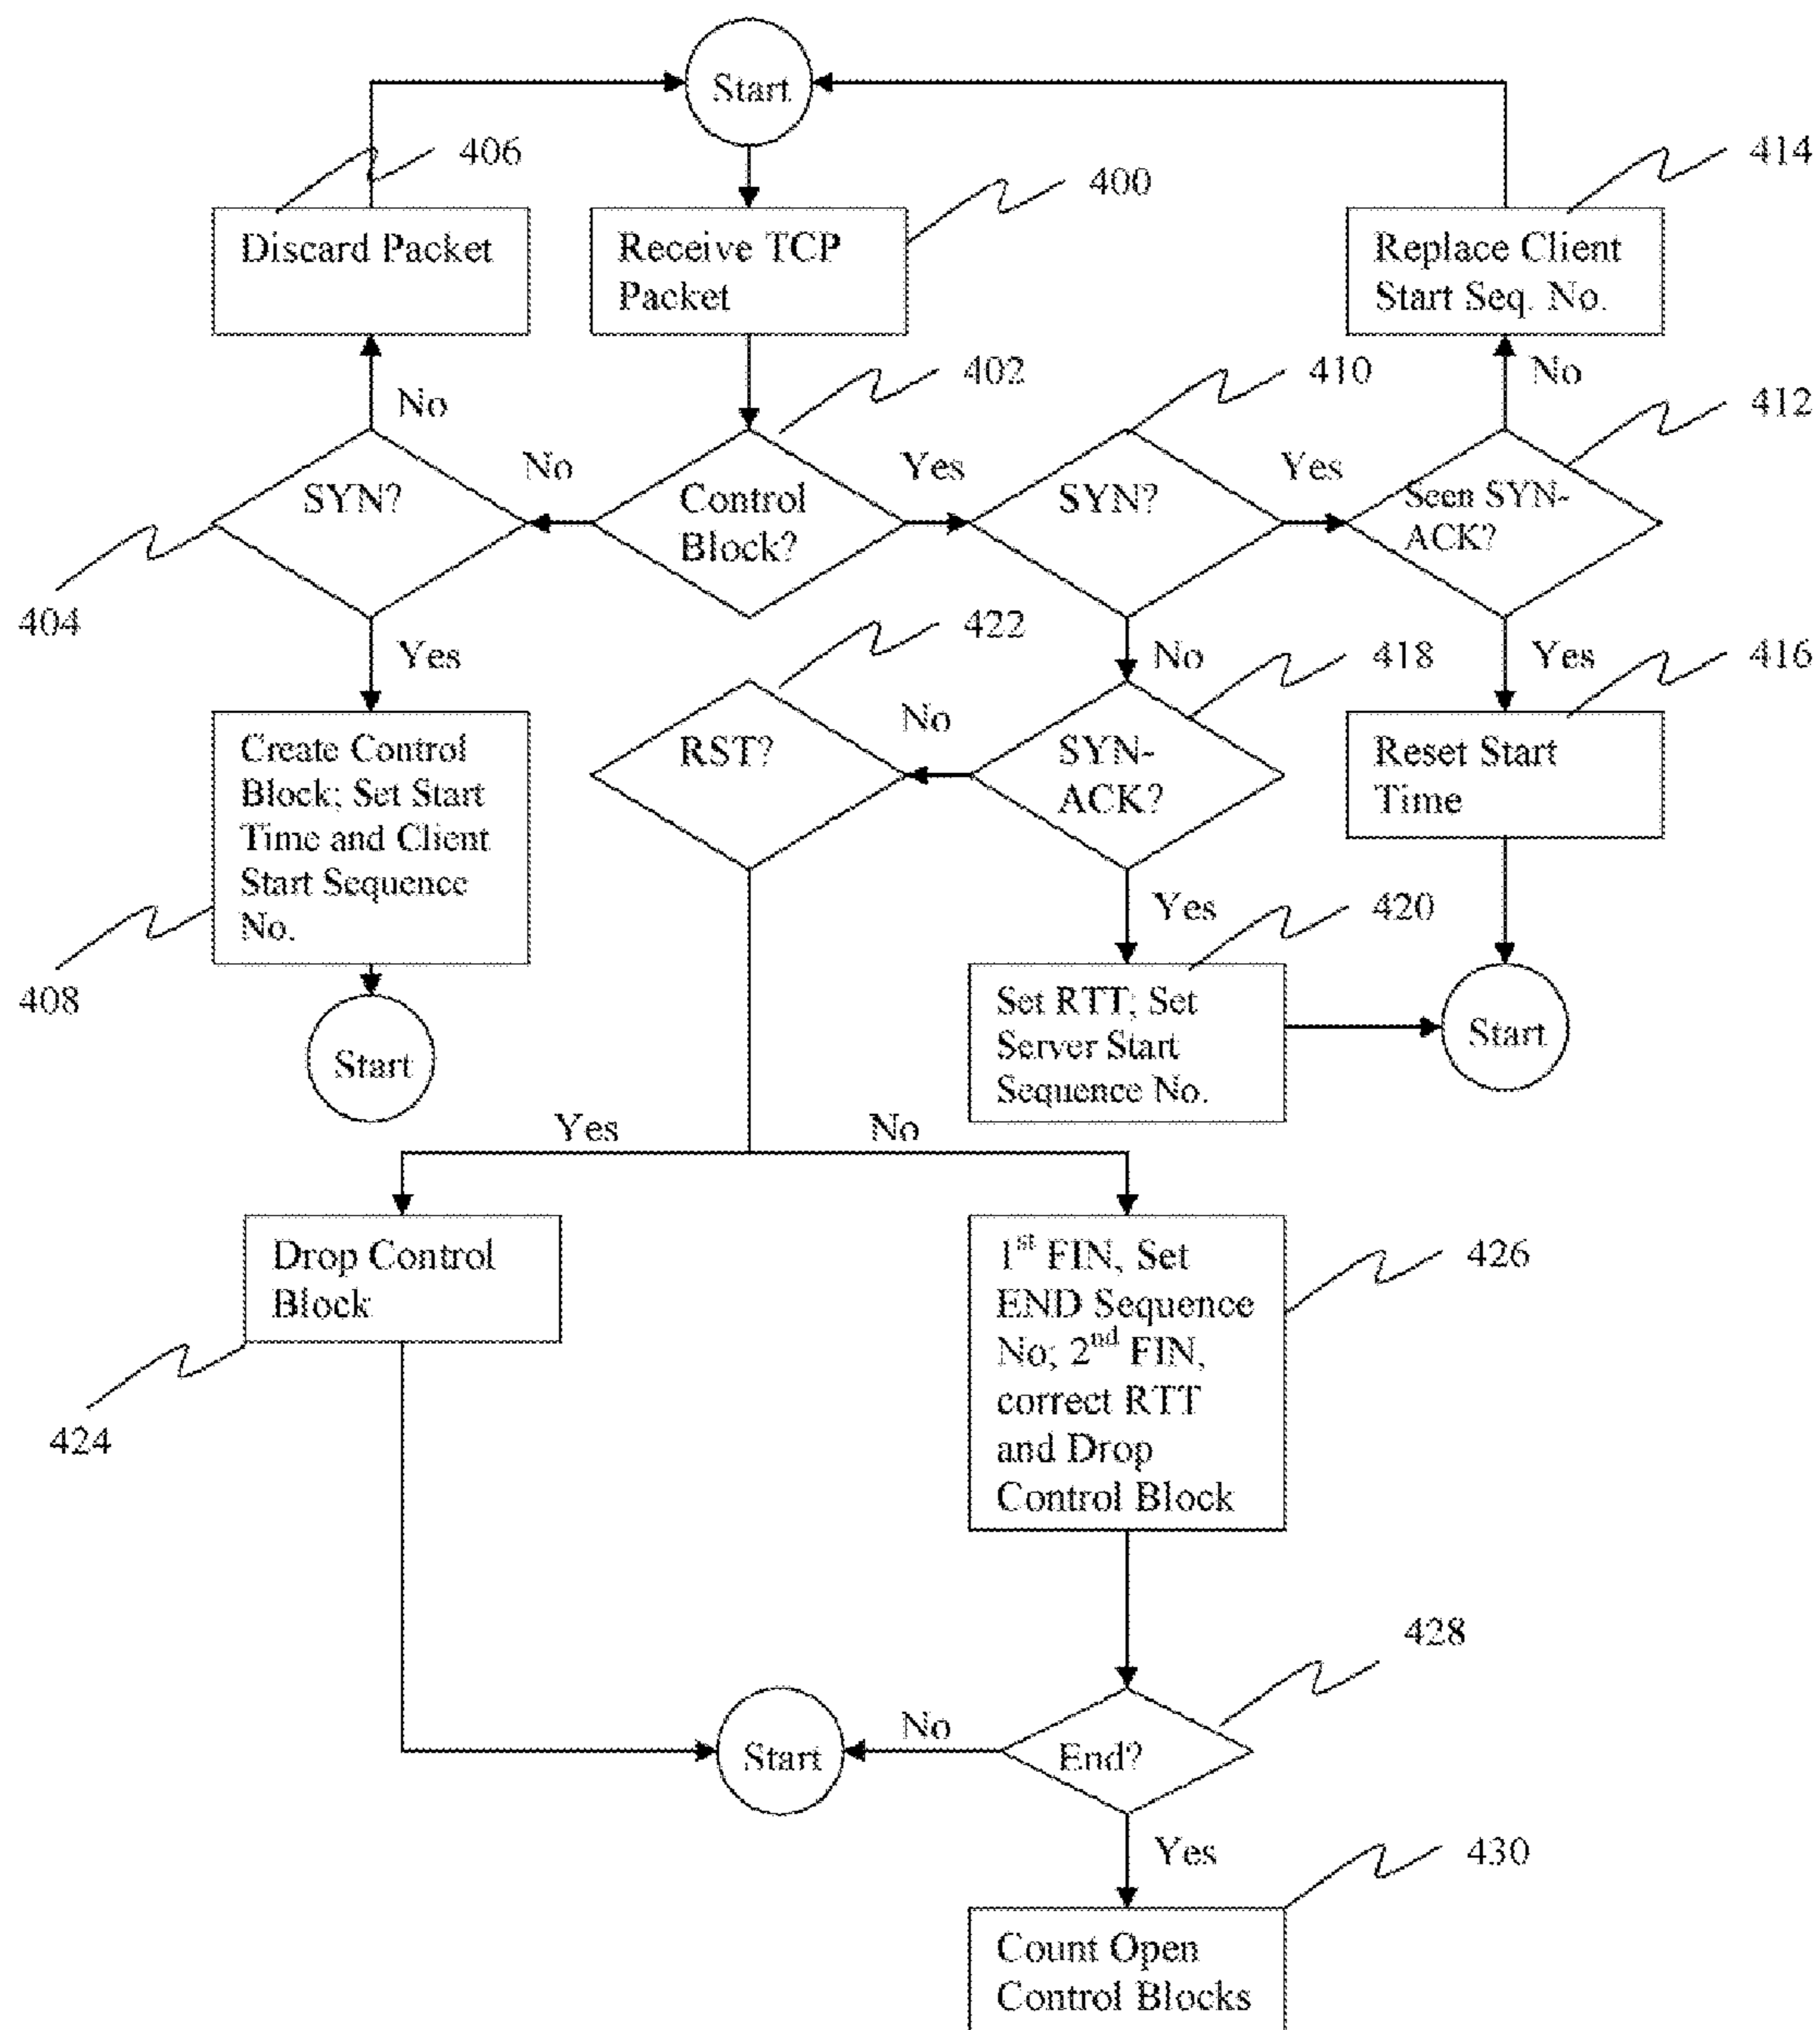 Start
406
400
414
Discard Packet
Receive TCP
Packet
Replace Client
Start Seq. No.
402
410
412
No
No
SYN?
No
Control
Block?
Yes
SYN?
Yes
Seen SYN-
ACK?
404
Yes
422
No
418
Yes
416
Create Control
Block; Set Start
Time and Client
Start Sequence
No.
RST?
No
SYN-
ACK?
Reset Start
Time
408
Yes
420
Start
Set RTT; Set
Server Start
Sequence No.
Start
Yes
No
Drop Control
Block
424
1st FIN, Set
END Sequence
No; 2nd FIN,
correct RTT
and Drop
Control Block
426
428
Start
No
End?
Yes
430
Count Open
Control Blocks